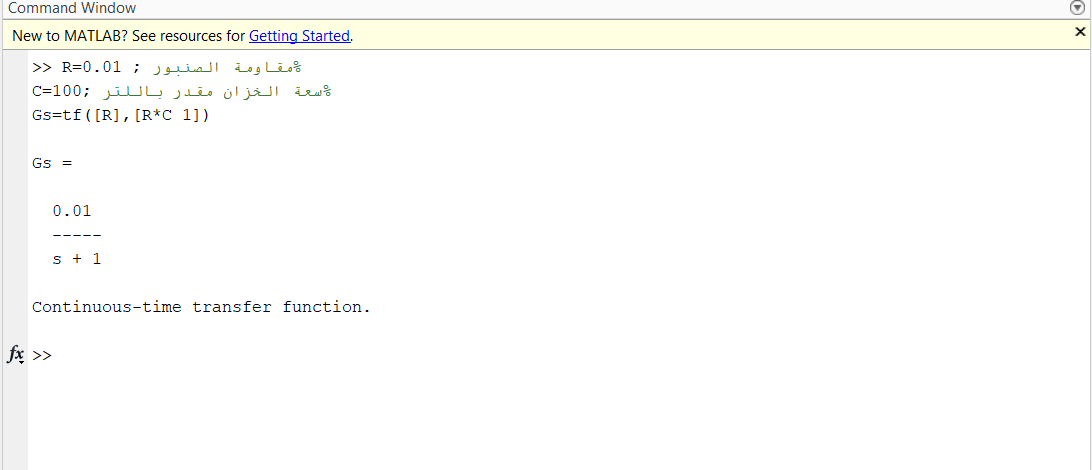 Command Window
New to MATLAB? See resources for Getting Started.
>> R=0.01 ; %مقاومة الصنبور
C=100; %سعة الخزان مقدر باللتر
Gs=tf([R],[R*C 1])
Gs =
0.01
-----
s + 1
Continuous-time transfer function.
fx >>